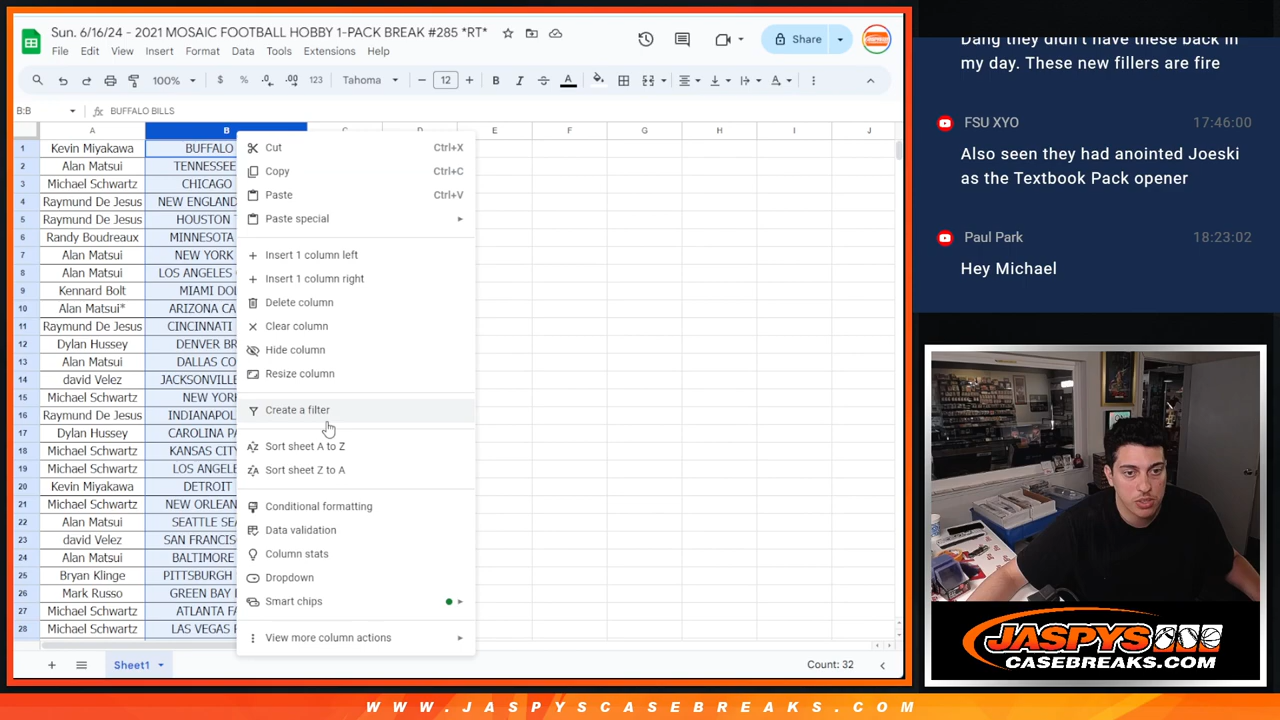 Sun. 6/16/24 - 2021 MOSAIC FOOTBALL HOBBY 1-PACK BREAK #285 *RT*
File Edit View Insert Format Data Tools Extensions Help
Share
100% $ % .0 .00 123 Tahoma 12 B I A
B:B fx BUFFALO BILLS
A B C D E F G H I J
1 Kevin Miyakawa BUFFALO
2 Alan Matsui TENNESSEE
3 Michael Schwartz CHICAGO
4 Raymund De Jesus NEW ENGLAND
5 Raymund De Jesus HOUSTON
6 Randy Boudreaux MINNESOTA
7 Alan Matsui NEW YORK
8 Alan Matsui LOS ANGELES
9 Kennard Bolt MIAMI DOL
10 Alan Matsui* ARIZONA CA
11 Raymund De Jesus CINCINNATI
12 Dylan Hussey DENVER BR
13 Alan Matsui DALLAS CO
14 david Velez JACKSONVILLE
15 Michael Schwartz NEW YOR
16 Raymund De Jesus INDIANAPOL
17 Dylan Hussey CAROLINA PA
18 Michael Schwartz KANSAS CIT
19 Michael Schwartz LOS ANGELE
20 Kevin Miyakawa DETROIT
21 Michael Schwartz NEW ORLEAN
22 Alan Matsui SEATTLE SEA
23 david Velez SAN FRANCIS
24 Alan Matsui BALTIMORE
25 Bryan Klinge PITTSBURGH
26 Mark Russo GREEN BAY
27 Michael Schwartz ATLANTA FA
28 Michael Schwartz LAS VEGAS
Cut Ctrl+X
Copy Ctrl+C
Paste Ctrl+V
Paste special
Insert 1 column left
Insert 1 column right
Delete column
Clear column
Hide column
Resize column
Create a filter
Sort sheet A to Z
Sort sheet Z to A
Conditional formatting
Data validation
Column stats
Dropdown
Smart chips
View more column actions
Sheet1
Count: 32
Dang they didn't have these back in
my day. These new fillers are fire
FSU XYO 17:46:00
Also seen they had anointed Joeski
as the Textbook Pack opener
Paul Park 18:23:02
Hey Michael
JASPYS
CASEBREAKS.COM
WWW.JASPYSCASEBREAKS.COM